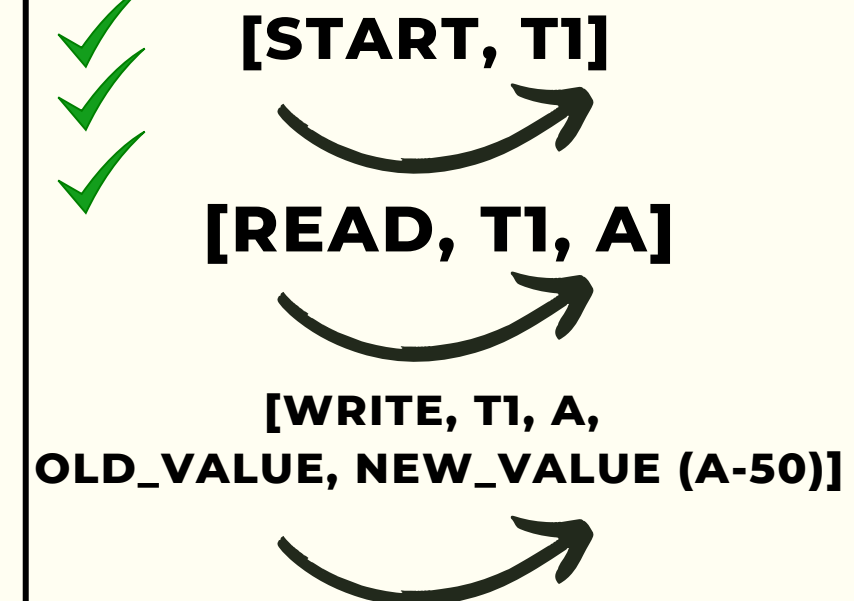 [START, T1]
[READ, T1, A]
[WRITE, T1, A,
OLD_VALUE, NEW_VALUE (A-50)]